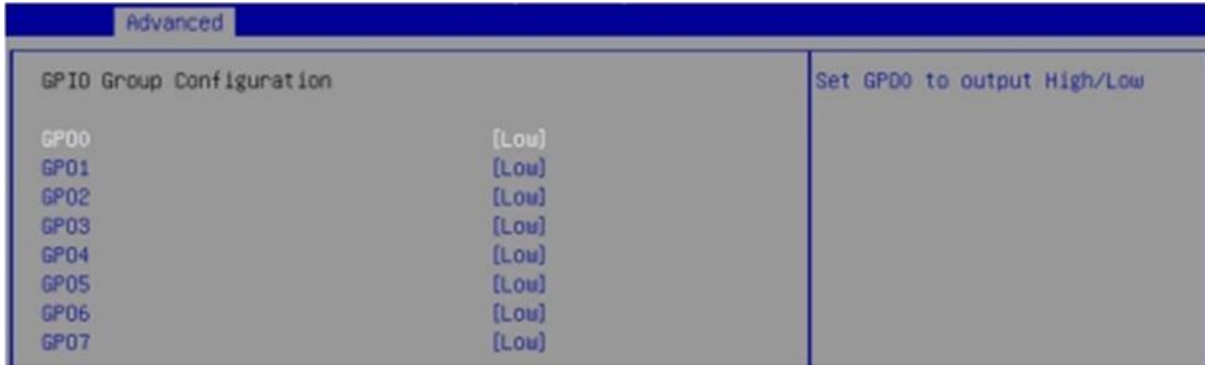 Advanced
GPIO Group Configuration
Set GPO0 to output High/Low
GPO0 [Low]
GPO1 [Low]
GPO2 [Low]
GPO3 [Low]
GPO4 [Low]
GPO5 [Low]
GPO6 [Low]
GPO7 [Low]